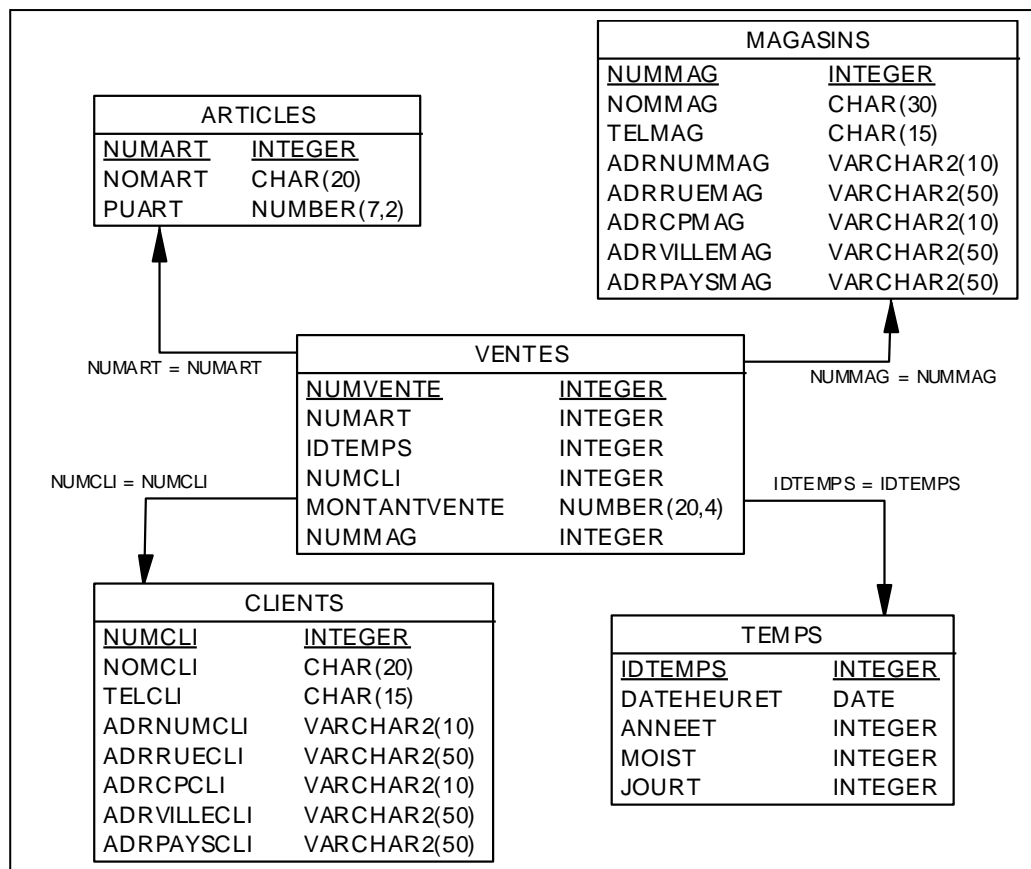 MAGASINS
NUMMAG INTEGER
NOMMAG CHAR(30)
TELMAG CHAR(15)
ADRNUMMAG VARCHAR2(10)
ADRRUEMAG VARCHAR2(50)
ADRCPMAG VARCHAR2(10)
ADRVILLEMAG VARCHAR2(50)
ADRPAYSMAG VARCHAR2(50)
ARTICLES
NUMART INTEGER
NOMART CHAR(20)
PUART NUMBER(7,2)
NUMART = NUMART
NUMMAG = NUMMAG
VENTES
NUMVENTE INTEGER
NUMART INTEGER
IDTEMPS INTEGER
NUMCLI INTEGER
MONTANTVENTE NUMBER(20,4)
NUMMAG INTEGER
NUMCLI = NUMCLI
IDTEMPS = IDTEMPS
CLIENTS
NUMCLI INTEGER
NOMCLI CHAR(20)
TELCLI CHAR(15)
ADRNUMCLI VARCHAR2(10)
ADRRUECLI VARCHAR2(50)
ADRCPCLI VARCHAR2(10)
ADRVILLECLI VARCHAR2(50)
ADRPAYSCLI VARCHAR2(50)
TEMPS
IDTEMPS INTEGER
DATEHEURET DATE
ANNEET INTEGER
MOIST INTEGER
JOURT INTEGER